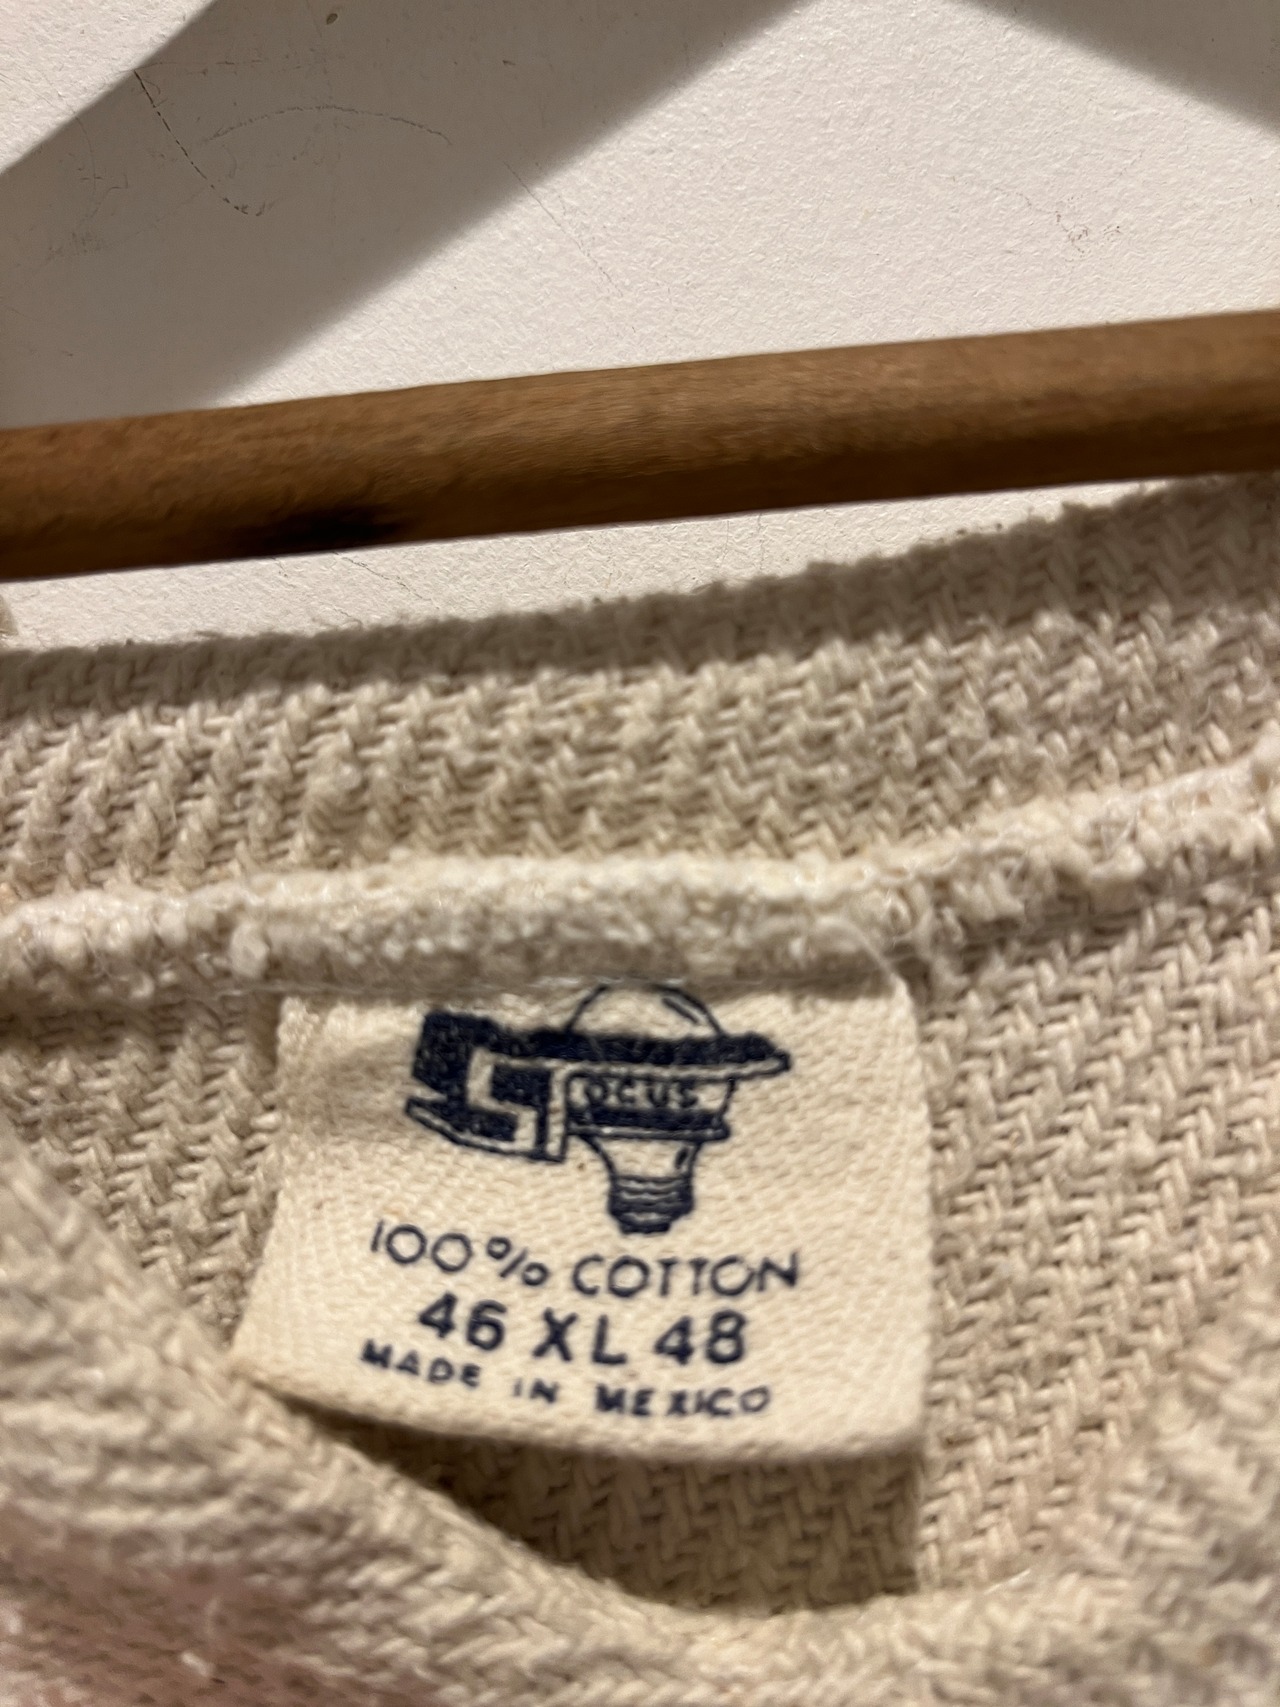 OCUS
100% COTTON
46 XL 48
MADE IN MEXICO